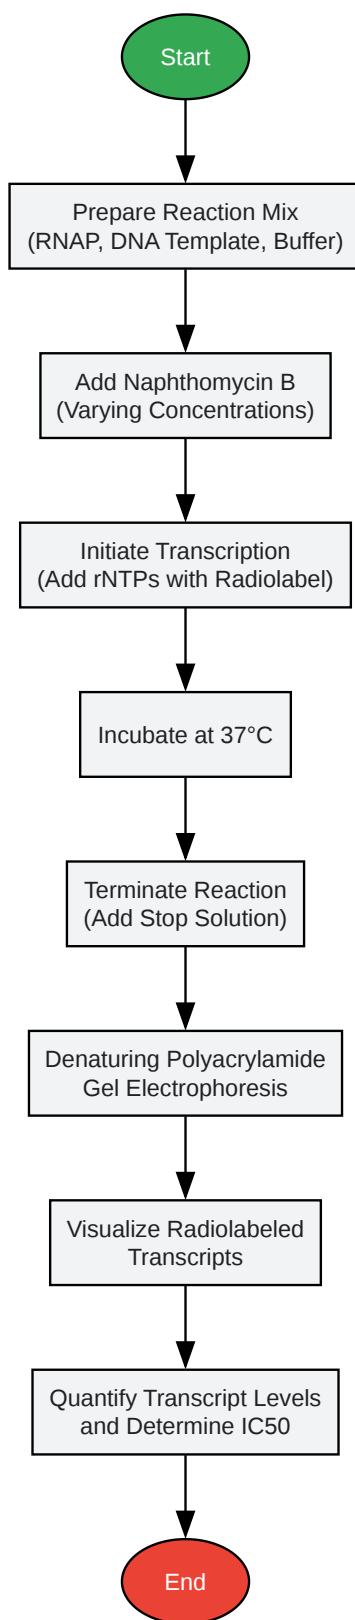 Start
Prepare Reaction Mix
(RNAP, DNA Template, Buffer)
Add Naphthomycin B
(Varying Concentrations)
Initiate Transcription
(Add rNTPs with Radiolabel)
Incubate at 37°C
Terminate Reaction
(Add Stop Solution)
Denaturing Polyacrylamide
Gel Electrophoresis
Visualize Radiolabeled
Transcripts
Quantify Transcript Levels
and Determine IC50
End